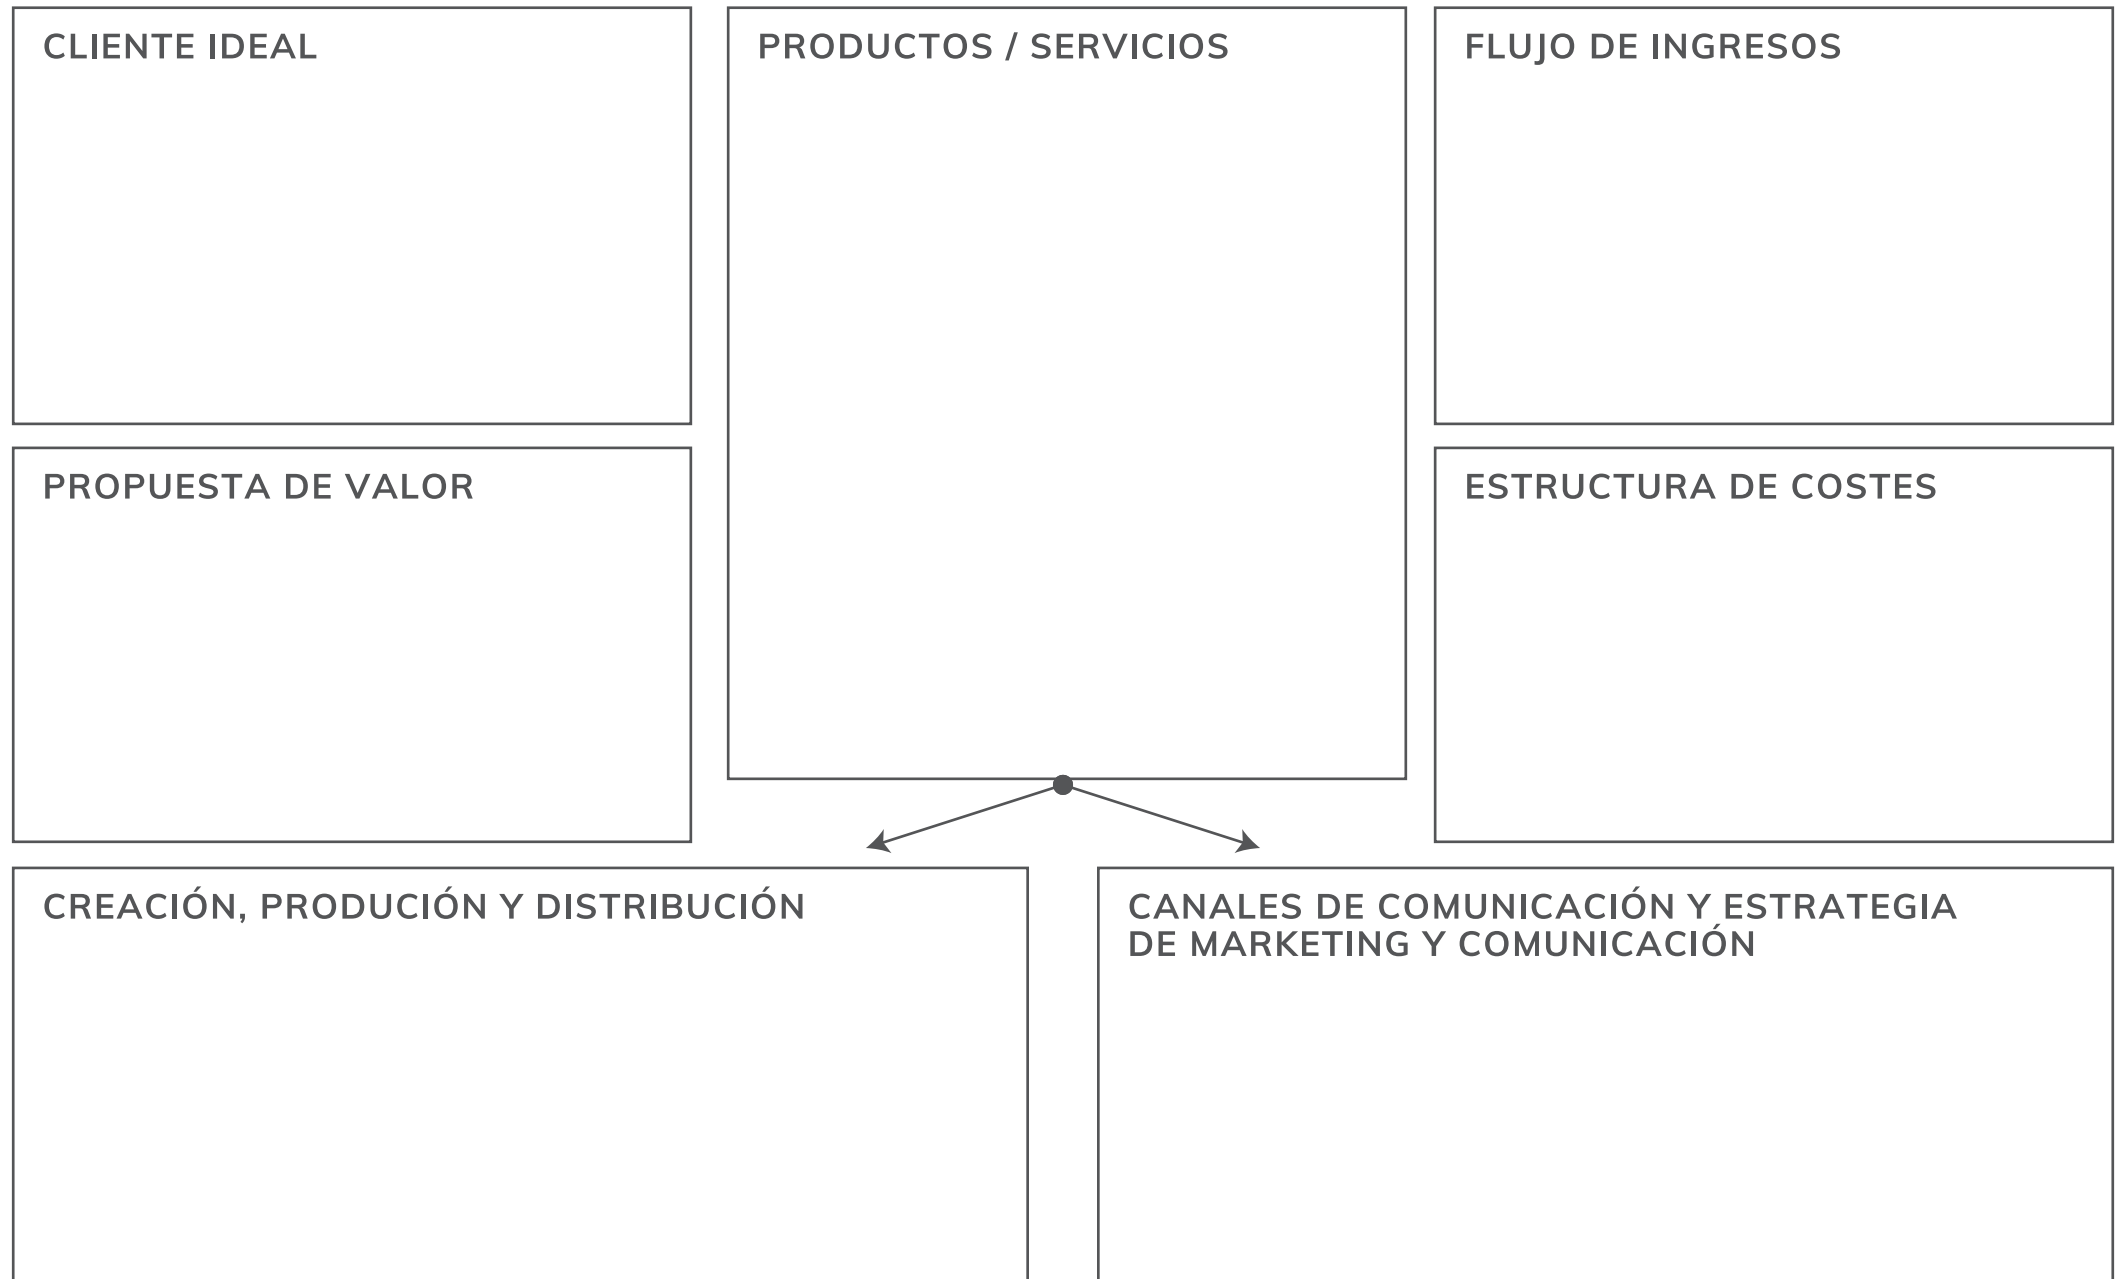 CLIENTE IDEAL
PRODUCTOS / SERVICIOS
FLUJO DE INGRESOS
PROPUESTA DE VALOR
ESTRUCTURA DE COSTES
CREACIÓN, PRODUCIÓN Y DISTRIBUCIÓN
CANALES DE COMUNICACIÓN Y ESTRATEGIA
DE MARKETING Y COMUNICACIÓN